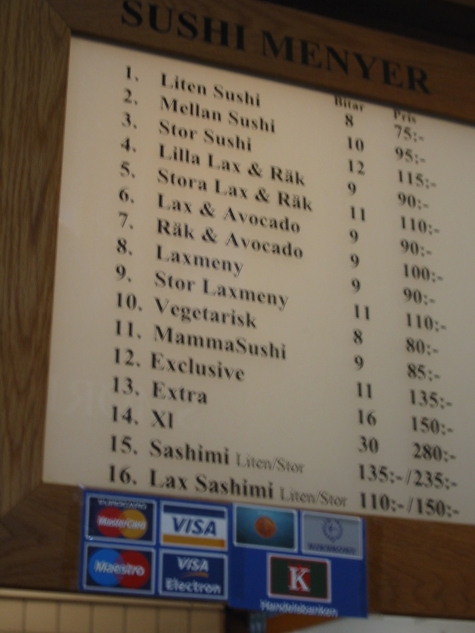 SUSHI MENYER
Bitar Pris
1. Liten Sushi 8 75:-
2. Mellan Sushi 10 95:-
3. Stor Sushi 12 115:-
4. Lilla Lax & Räk 9 90:-
5. Stora Lax & Räk 11 110:-
6. Lax & Avocado 9 90:-
7. Räk & Avocado 9 100:-
8. Laxmeny 9 90:-
9. Stor Laxmeny 11 110:-
10. Vegetarisk 8 80:-
11. MammaSushi 9 85:-
12. Exclusive 11 135:-
13. Extra 16 150:-
14. Xl 30 280:-
15. Sashimi Liten/Stor 135:-/235:-
16. Lax Sashimi Liten/Stor 110:-/150:-
EUROCARD
MasterCard VISA
Maestro VISA
Electron
K
Handelsbanken